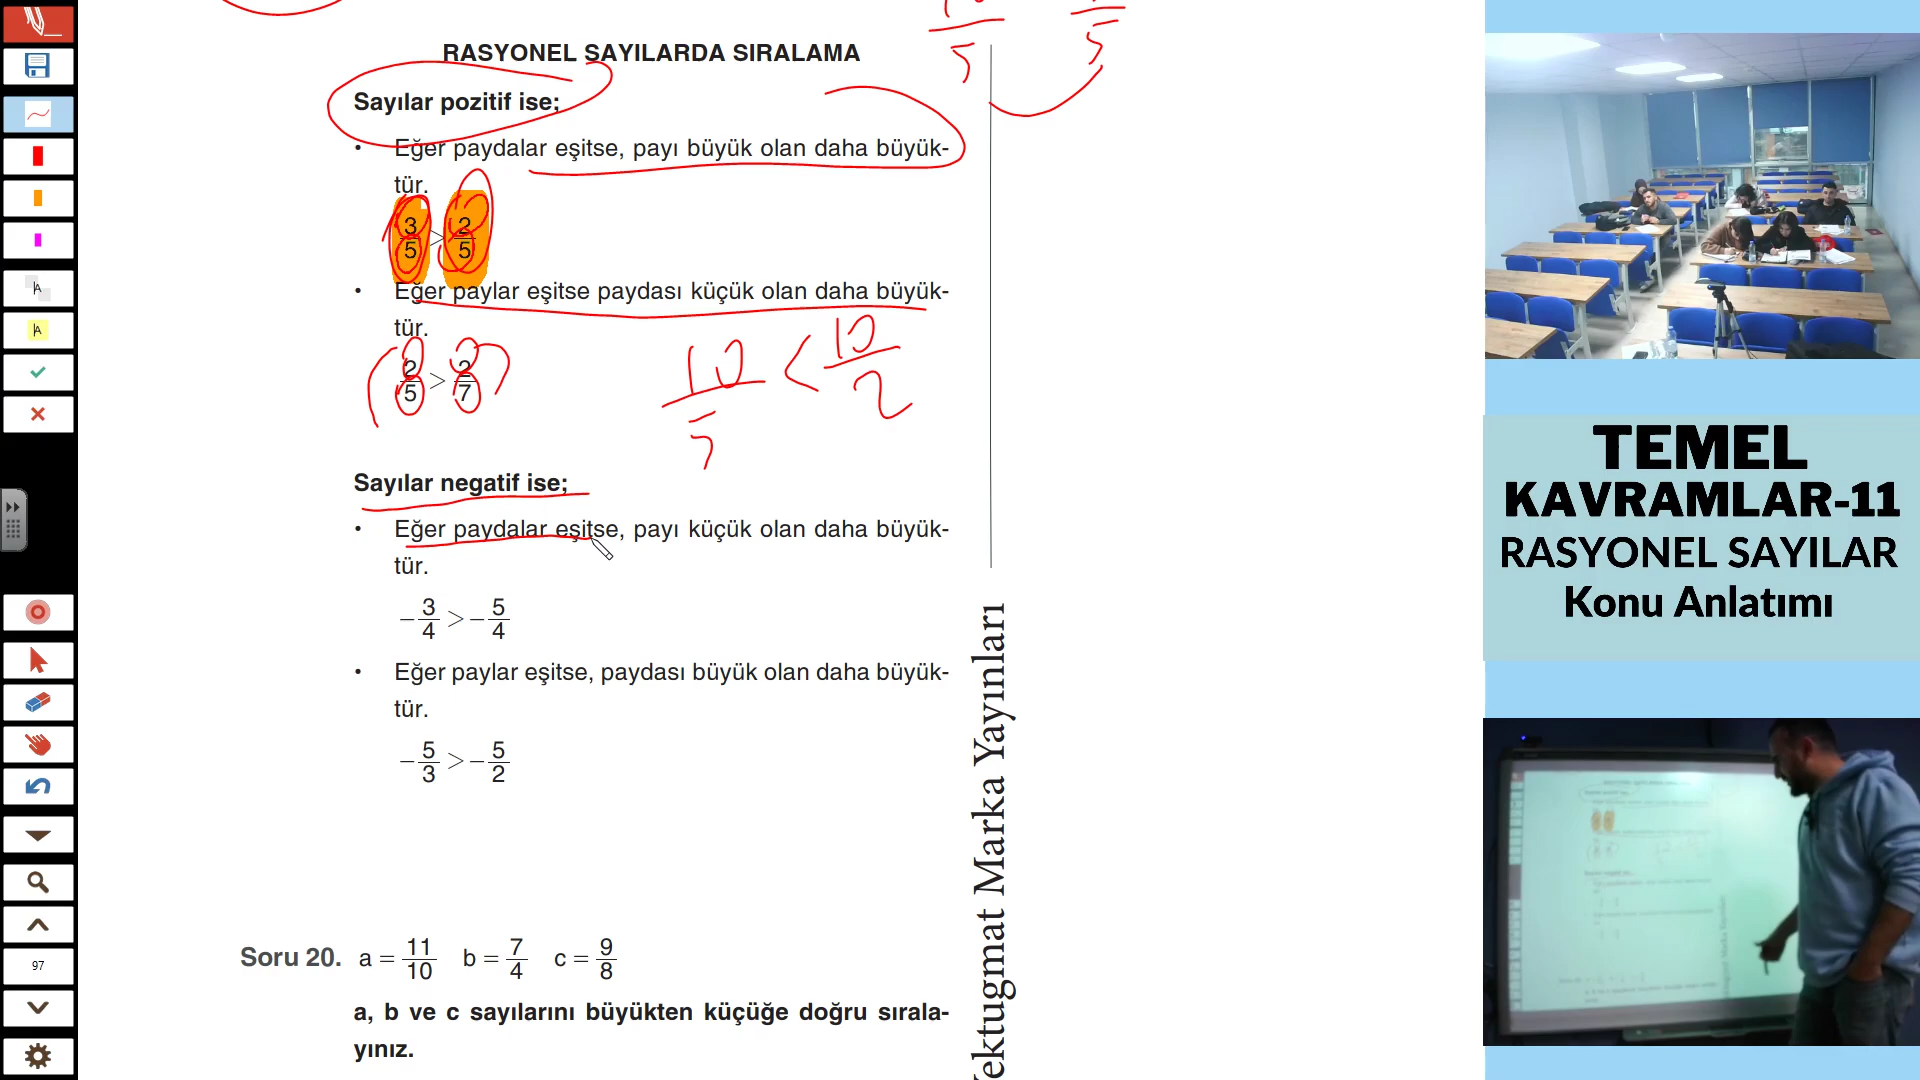 RASYONEL SAYILARDA SIRALAMA
Sayılar pozitif ise;
• Eğer paydalar eşitse, payı büyük olan daha büyük-
tür.
3/5 > 2/5
• Eğer paylar eşitse paydası küçük olan daha büyük-
tür.
2/5 > 2/7
10/5 < 10/2
Sayılar negatif ise;
• Eğer paydalar eşitse, payı küçük olan daha büyük-
tür.
−3/4 > −5/4
• Eğer paylar eşitse, paydası büyük olan daha büyük-
tür.
−5/3 > −5/2
Soru 20. a = 11/10 b = 7/4 c = 9/8
a, b ve c sayılarını büyükten küçüğe doğru sırala-
yınız.
Marka Yayınları
97
TEMEL
KAVRAMLAR-11
RASYONEL SAYILAR
Konu Anlatımı